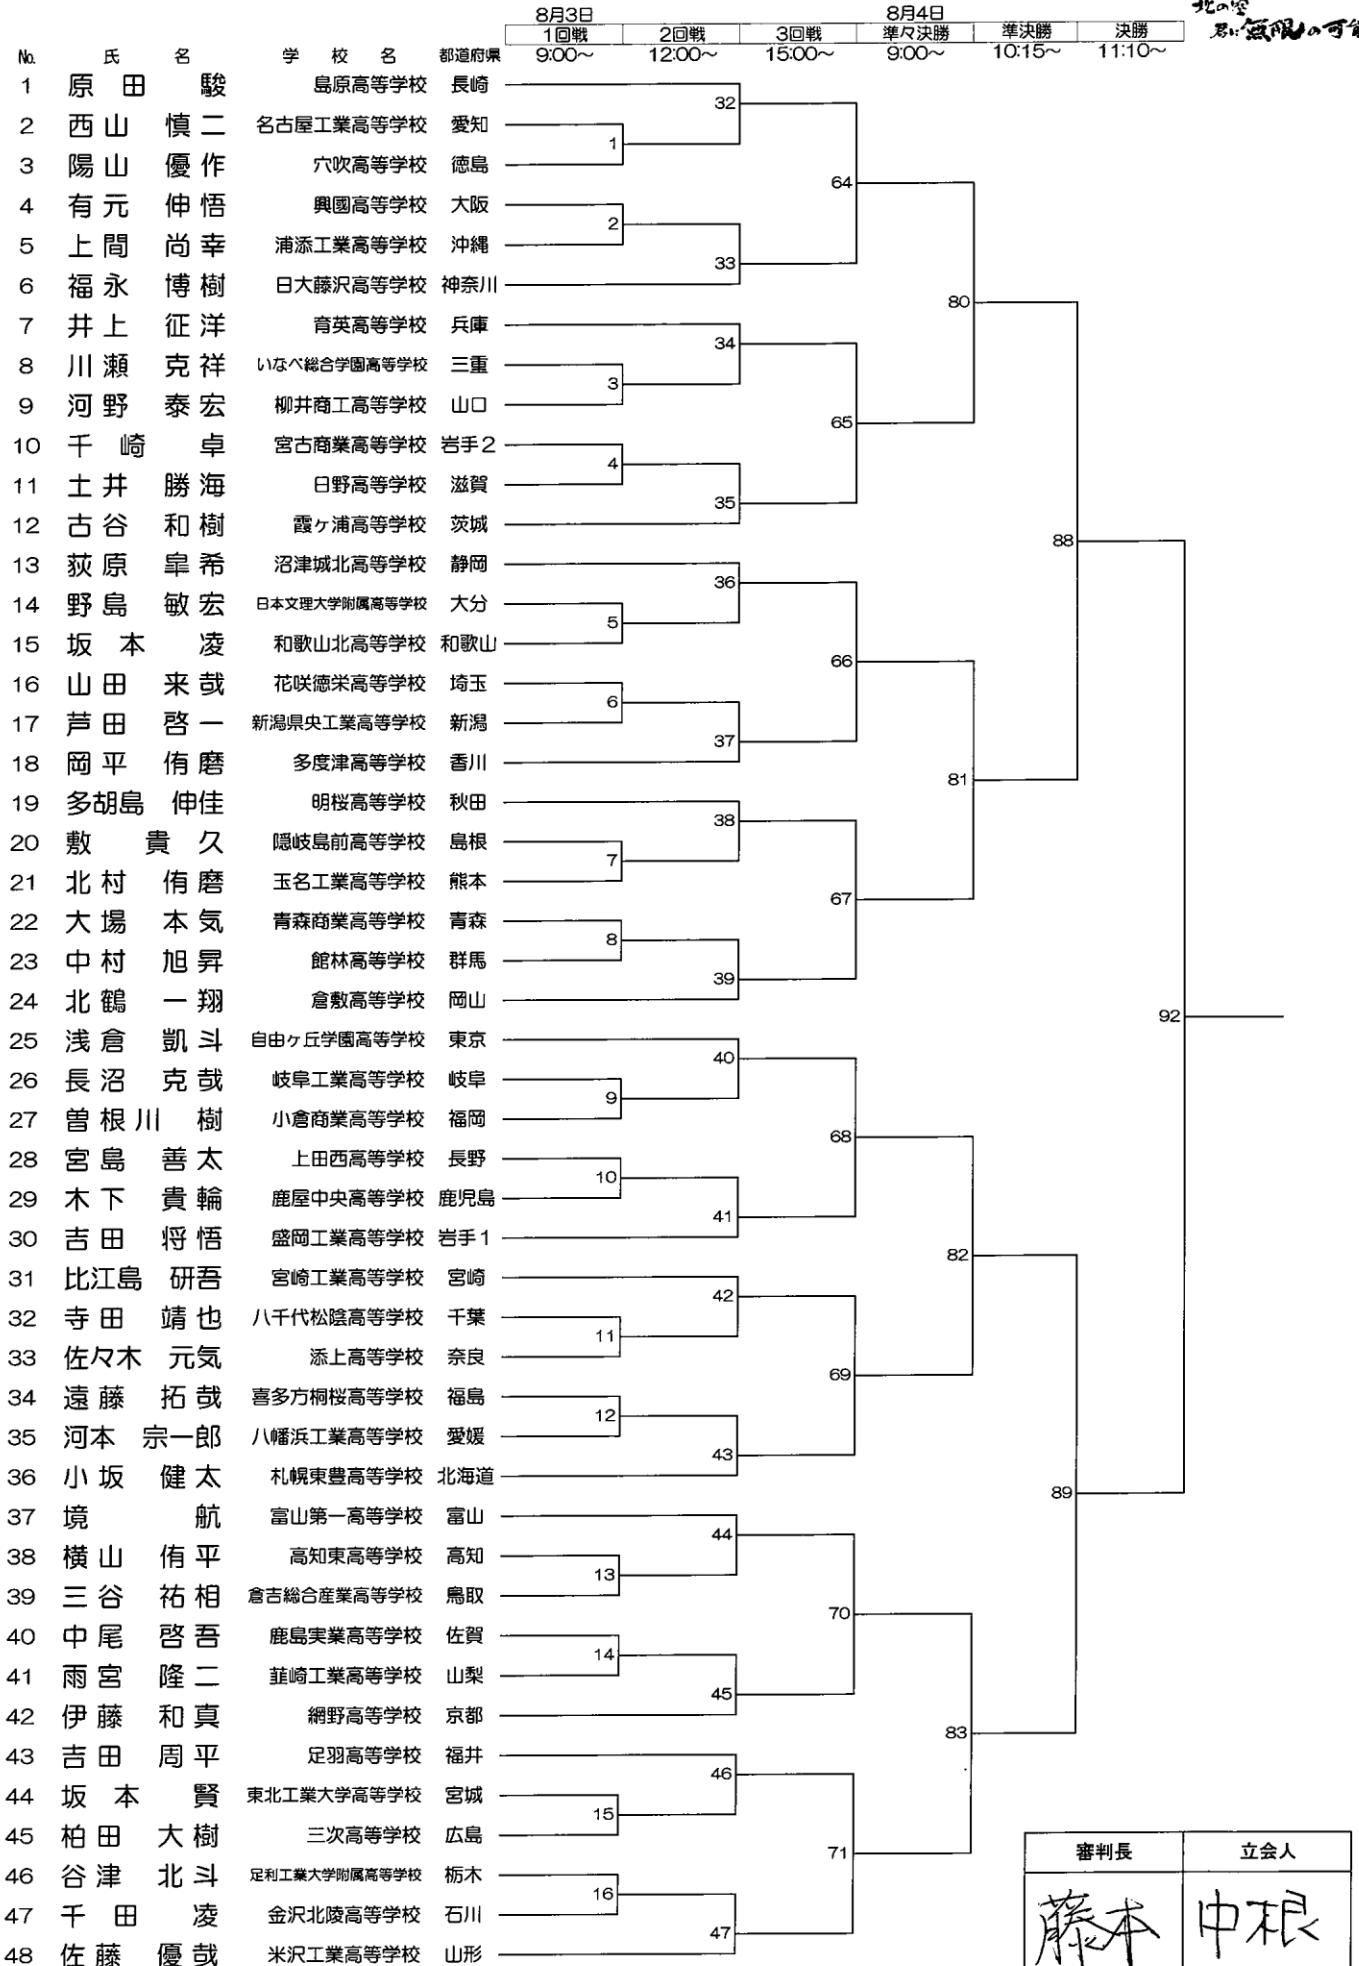 北の空
君に無限の可能
8月3日 8月4日
1回戦 2回戦 3回戦 準々決勝 準決勝 決勝
No. 氏名 学校名 都道府県 9:00～ 12:00～ 15:00～ 9:00～ 10:15～ 11:10～
1 原田 駿 島原高等学校 長崎
32
2 西山 慎二 名古屋工業高等学校 愛知
1
3 陽山 優作 穴吹高等学校 徳島
64
4 有元 伸悟 興國高等学校 大阪
2
5 上間 尚幸 浦添工業高等学校 沖縄
33
6 福永 博樹 日大藤沢高等学校 神奈川
80
7 井上 征洋 育英高等学校 兵庫
34
8 川瀬 克祥 いなべ総合学園高等学校 三重
3
9 河野 泰宏 柳井商工高等学校 山口
65
10 千崎 卓 宮古商業高等学校 岩手2
4
11 土井 勝海 日野高等学校 滋賀
35
12 古谷 和樹 霞ヶ浦高等学校 茨城
88
13 荻原 皐希 沼津城北高等学校 静岡
36
14 野島 敏宏 日本文理大学附属高等学校 大分
5
15 坂本 凌 和歌山北高等学校 和歌山
66
16 山田 来哉 花咲徳栄高等学校 埼玉
6
17 芦田 啓一 新潟県央工業高等学校 新潟
37
18 岡平 侑磨 多度津高等学校 香川
81
19 多胡島 伸佳 明桜高等学校 秋田
38
20 敷 貴久 隠岐島前高等学校 島根
7
21 北村 侑磨 玉名工業高等学校 熊本
67
22 大場 本気 青森商業高等学校 青森
8
23 中村 旭昇 館林高等学校 群馬
39
24 北鶴 一翔 倉敷高等学校 岡山
92
25 浅倉 凱斗 自由ヶ丘学園高等学校 東京
40
26 長沼 克哉 岐阜工業高等学校 岐阜
9
27 曽根川 樹 小倉商業高等学校 福岡
68
28 宮島 善太 上田西高等学校 長野
10
29 木下 貴輪 鹿屋中央高等学校 鹿児島
41
30 吉田 将悟 盛岡工業高等学校 岩手1
82
31 比江島 研吾 宮崎工業高等学校 宮崎
42
32 寺田 靖也 八千代松陰高等学校 千葉
11
33 佐々木 元気 添上高等学校 奈良
69
34 遠藤 拓哉 喜多方桐桜高等学校 福島
12
35 河本 宗一郎 八幡浜工業高等学校 愛媛
43
36 小坂 健太 札幌東豊高等学校 北海道
89
37 境 航 富山第一高等学校 富山
44
38 横山 侑平 高知東高等学校 高知
13
39 三谷 祐相 倉吉総合産業高等学校 鳥取
70
40 中尾 啓吾 鹿島実業高等学校 佐賀
14
41 雨宮 隆二 韮崎工業高等学校 山梨
45
42 伊藤 和真 網野高等学校 京都
83
43 吉田 周平 足羽高等学校 福井
46
44 坂本 賢 東北工業大学高等学校 宮城
15
45 柏田 大樹 三次高等学校 広島
71
46 谷津 北斗 足利工業大学附属高等学校 栃木
16
47 千田 凌 金沢北陵高等学校 石川
47
48 佐藤 優哉 米沢工業高等学校 山形
審判長 立会人
藤本 中根